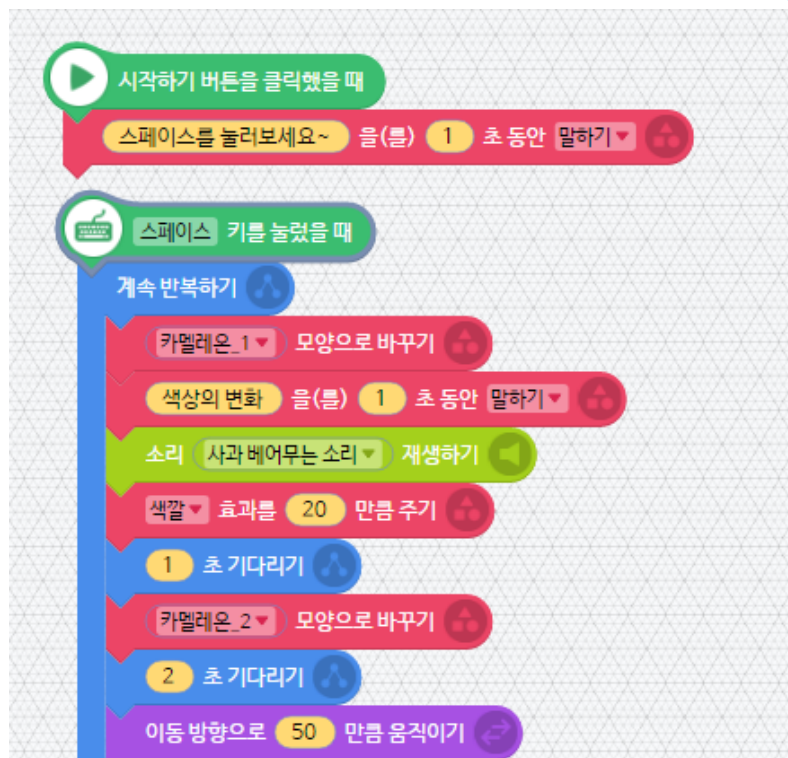 시작하기 버튼을 클릭했을 때
스페이스를 눌러보세요~ 을(를) 1 초 동안 말하기
스페이스 키를 눌렀을 때
계속 반복하기
카멜레온_1 모양으로 바꾸기
색상의 변화 을(를) 1 초 동안 말하기
소리 사과 베어무는 소리 재생하기
색깔 효과를 20 만큼 주기
1 초 기다리기
카멜레온_2 모양으로 바꾸기
2 초 기다리기
이동 방향으로 50 만큼 움직이기